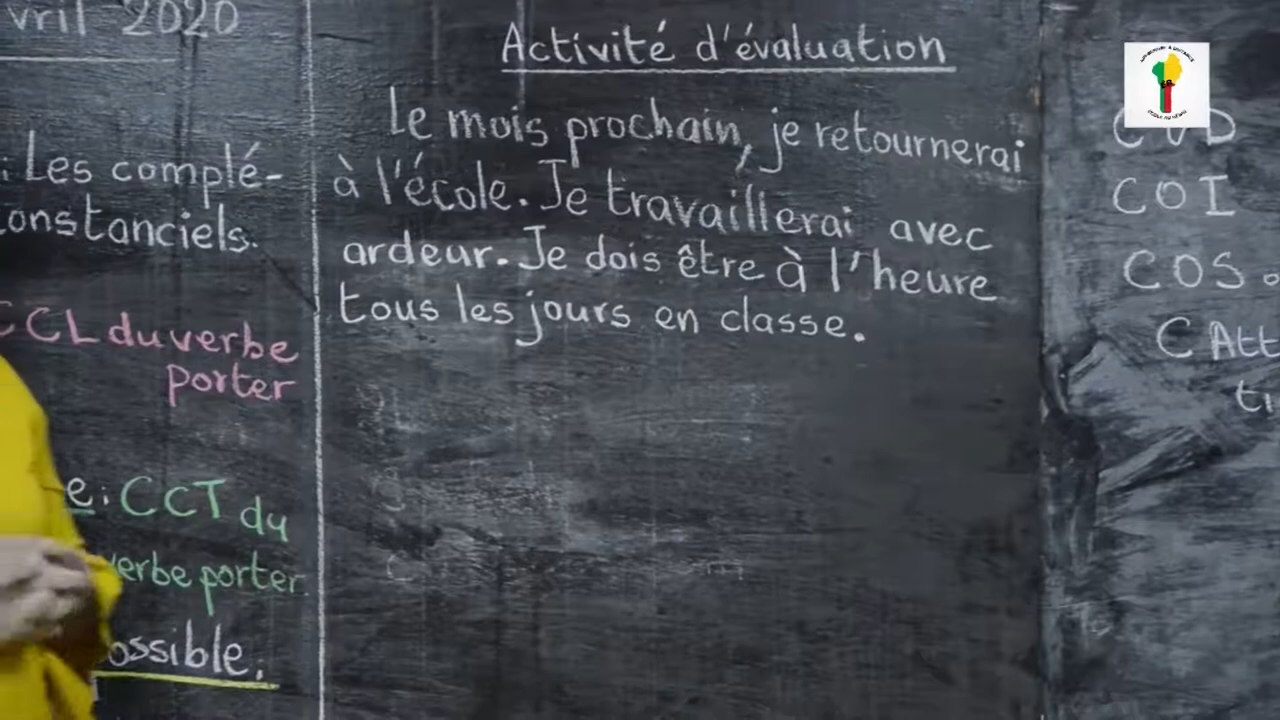 vril 2020
: Les complé-
onstanciels.
CCL du verbe
porter
e: CCT du
verbe porter.
ossible.
Activité d'évaluation
Le mois prochain, je retournerai
à l'école. Je travaillerai avec
ardeur. Je dois être à l'heure
tous les jours en classe.
COI
COS
C Att
ti